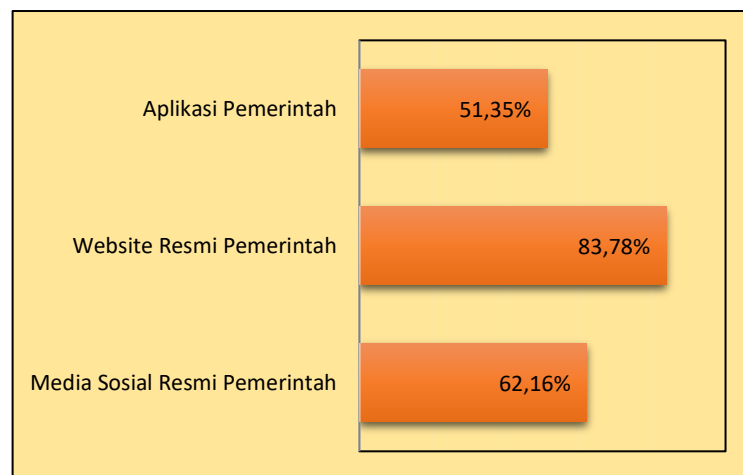 Aplikasi Pemerintah
51,35%
Website Resmi Pemerintah
83,78%
Media Sosial Resmi Pemerintah
62,16%